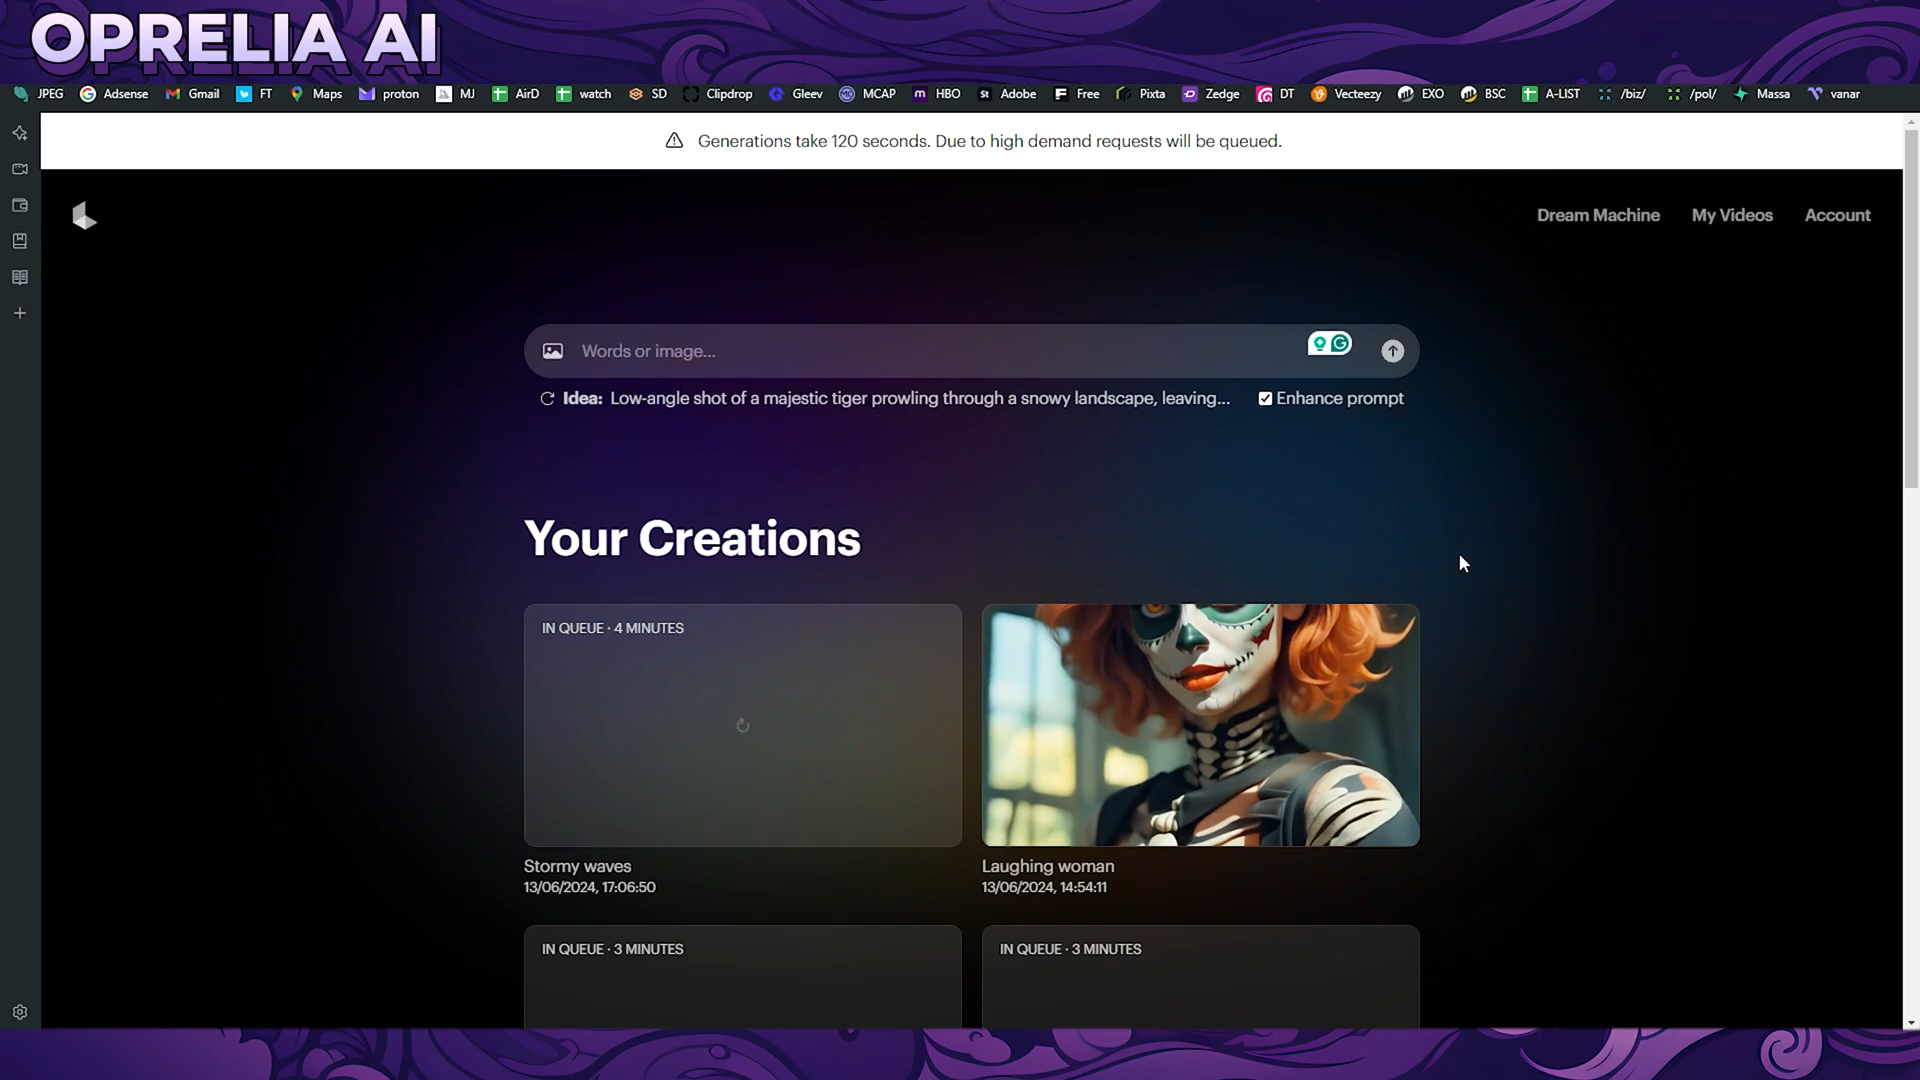 OPRELIA AI
JPEG Adsense Gmail FT Maps proton MJ AirD watch SD Clipdrop Gleev MCAP HBO Adobe Free Pixta Zedge DT Vecteezy EXO BSC A-LIST /biz/ /pol/ Massa vanar
Generations take 120 seconds. Due to high demand requests will be queued.
Dream Machine My Videos Account
Words or image...
Idea: Low-angle shot of a majestic tiger prowling through a snowy landscape, leaving... Enhance prompt
Your Creations
IN QUEUE · 4 MINUTES
Stormy waves
13/06/2024, 17:06:50
Laughing woman
13/06/2024, 14:54:11
IN QUEUE · 3 MINUTES
IN QUEUE · 3 MINUTES